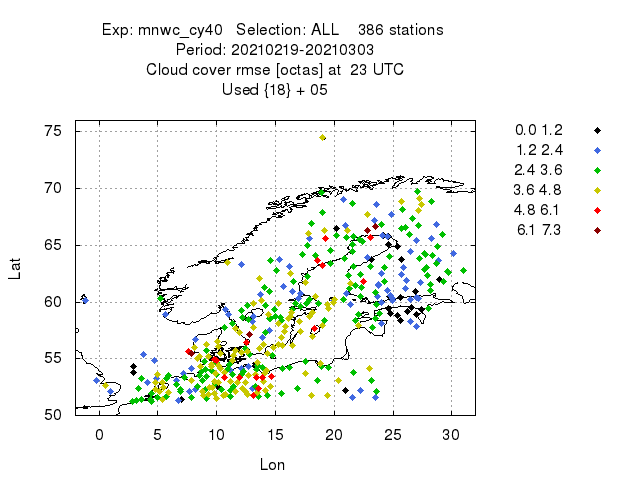 Exp: mnwc_cy40 Selection: ALL 386 stations
Period: 20210219-20210303
Cloud cover rmse [octas] at 23 UTC
Used {18} + 05
0.0 1.2
1.2 2.4
2.4 3.6
3.6 4.8
4.8 6.1
6.1 7.3
75
70
65
60
55
50
Lat
0 5 10 15 20 25 30
Lon